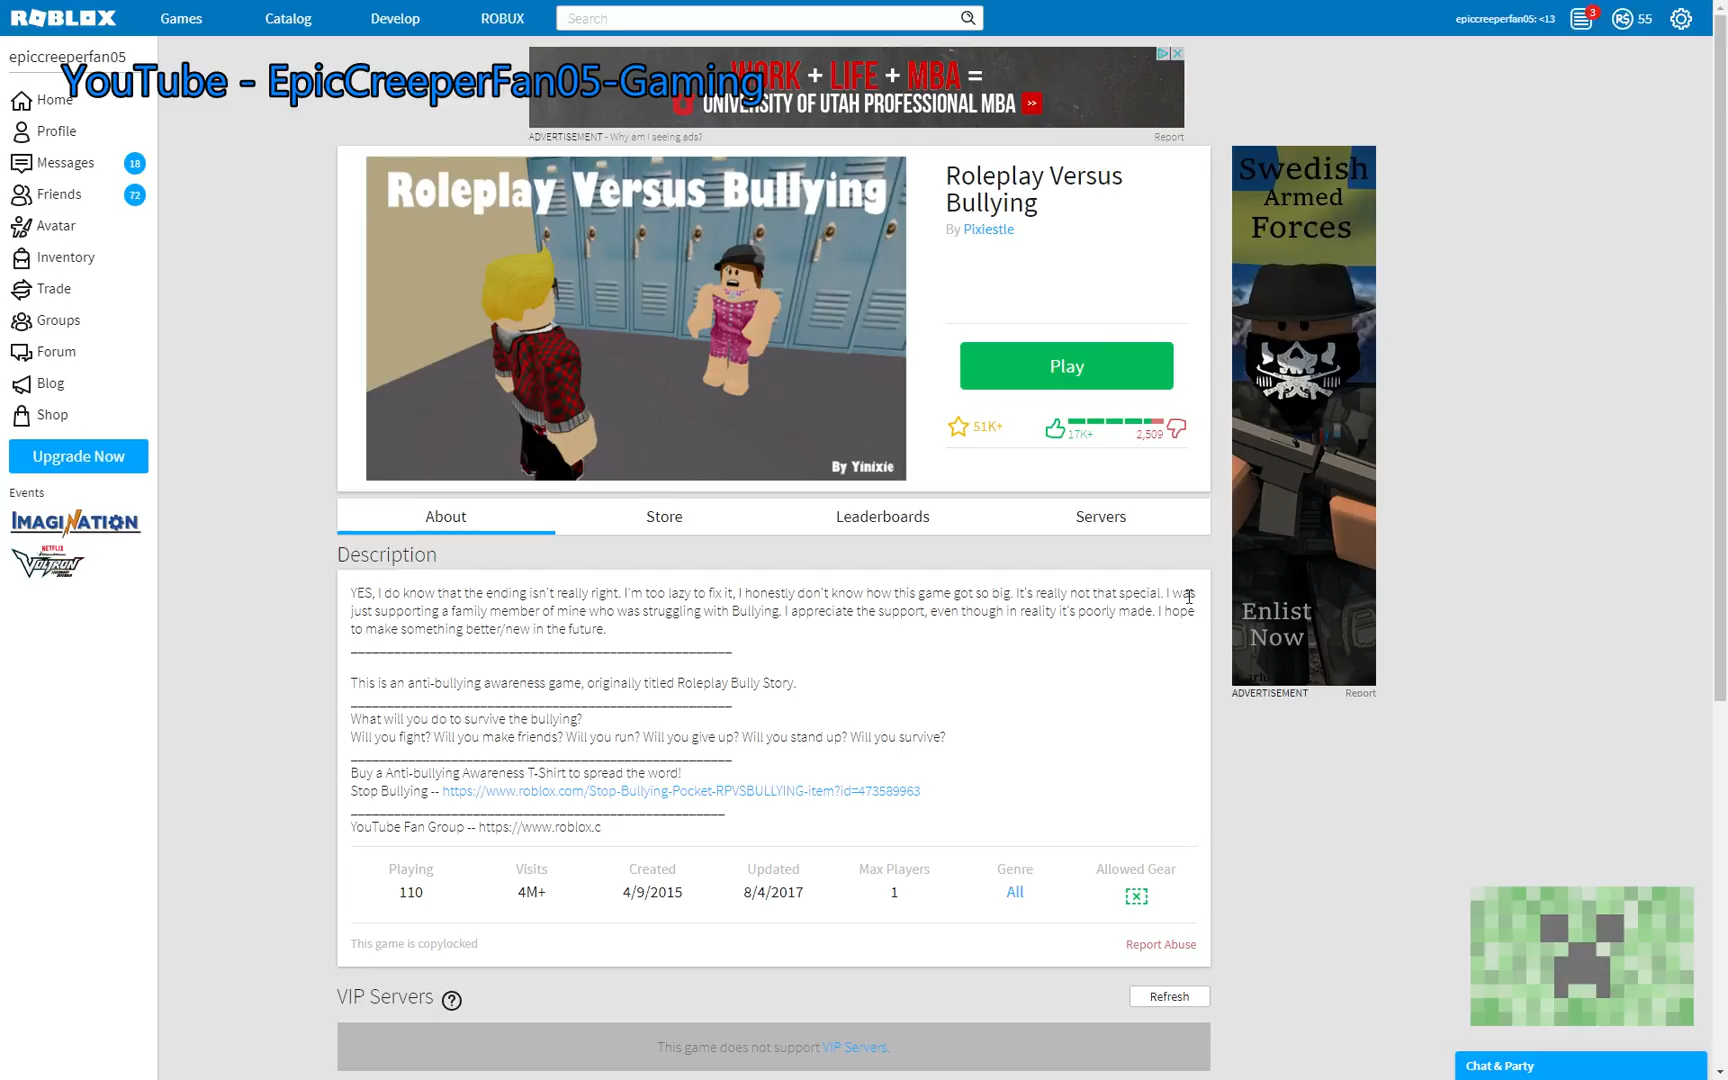 ROBLOX
Games
Catalog
Develop
ROBUX
Search
epiccreeperfan05: <13
3
R$ 55
epiccreeperfan05
YouTube - EpicCreeperFan05-Gaming
WORK + LIFE + MBA =
UNIVERSITY OF UTAH PROFESSIONAL MBA >>
ADVERTISEMENT - Why am I seeing ads?
Report
Home
Profile
Messages 18
Friends 72
Avatar
Inventory
Trade
Groups
Forum
Blog
Shop
Upgrade Now
Events
IMAGINATION
NETFLIX
VOLTRON
Roleplay Versus Bullying
By Yinixie
Roleplay Versus
Bullying
By Pixiestle
Play
51K+
17K+
2,509
Swedish
Armed
Forces
Enlist
Now
ADVERTISEMENT
Report
About
Store
Leaderboards
Servers
Description
YES, I do know that the ending isn't really right. I'm too lazy to fix it, I honestly don't know how this game got so big. It's really not that special. I was
just supporting a family member of mine who was struggling with Bullying. I appreciate the support, even though in reality it's poorly made. I hope
to make something better/new in the future.
This is an anti-bullying awareness game, originally titled Roleplay Bully Story.
What will you do to survive the bullying?
Will you fight? Will you make friends? Will you run? Will you give up? Will you stand up? Will you survive?
Buy a Anti-bullying Awareness T-Shirt to spread the word!
Stop Bullying -- https://www.roblox.com/Stop-Bullying-Pocket-RPVSBULLYING-item?id=473589963
YouTube Fan Group -- https://www.roblox.c
Playing
Visits
Created
Updated
Max Players
Genre
Allowed Gear
110
4M+
4/9/2015
8/4/2017
1
All
This game is copylocked
Report Abuse
VIP Servers ?
Refresh
This game does not support VIP Servers.
Chat & Party